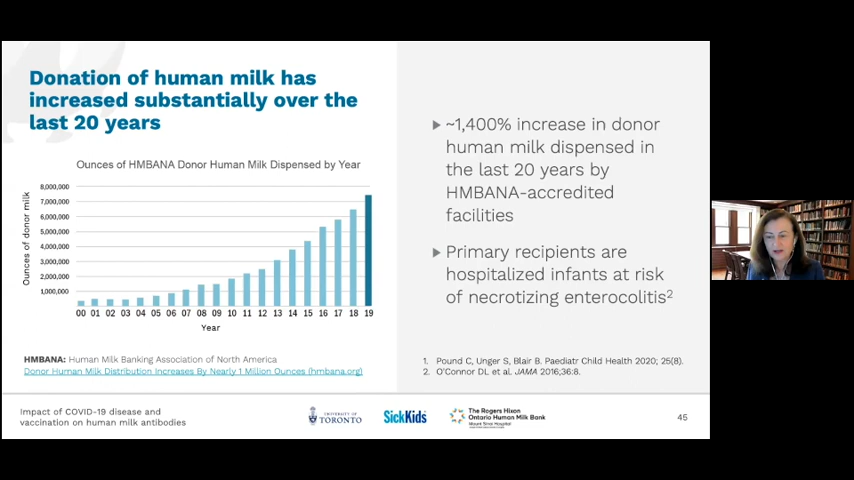 Donation of human milk has
increased substantially over the
last 20 years
Ounces of HMBANA Donor Human Milk Dispensed by Year
Ounces of donor milk
8,000,000
7,000,000
6,000,000
5,000,000
4,000,000
3,000,000
2,000,000
1,000,000
00 01 02 03 04 05 06 07 08 09 10 11 12 13 14 15 16 17 18 19
Year
HMBANA: Human Milk Banking Association of North America
Donor Human Milk Distribution Increases By Nearly 1 Million Ounces (hmbana.org)
~1,400% increase in donor
human milk dispensed in
the last 20 years by
HMBANA-accredited
facilities
Primary recipients are
hospitalized infants at risk
of necrotizing enterocolitis2
1. Pound C, Unger S, Blair B. Paediatr Child Health 2020; 25(8).
2. O'Connor DL et al. JAMA 2016;36:8.
Impact of COVID-19 disease and
vaccination on human milk antibodies
UNIVERSITY OF
TORONTO
SickKids
The Rogers Hixon
Ontario Human Milk Bank
Mount Sinai Hospital
45